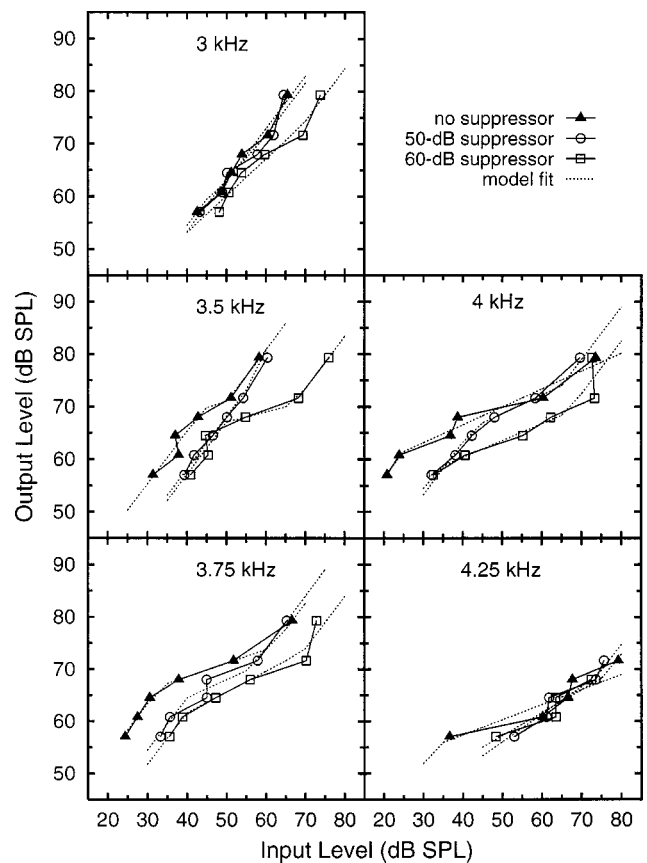 90
80
70
60
50
3 kHz
no suppressor
50-dB suppressor
60-dB suppressor
model fit
90
80
70
60
50
3.5 kHz
4 kHz
Output Level (dB SPL)
90
80
70
60
50
3.75 kHz
4.25 kHz
20 30 40 50 60 70 80 20 30 40 50 60 70 80
Input Level (dB SPL)